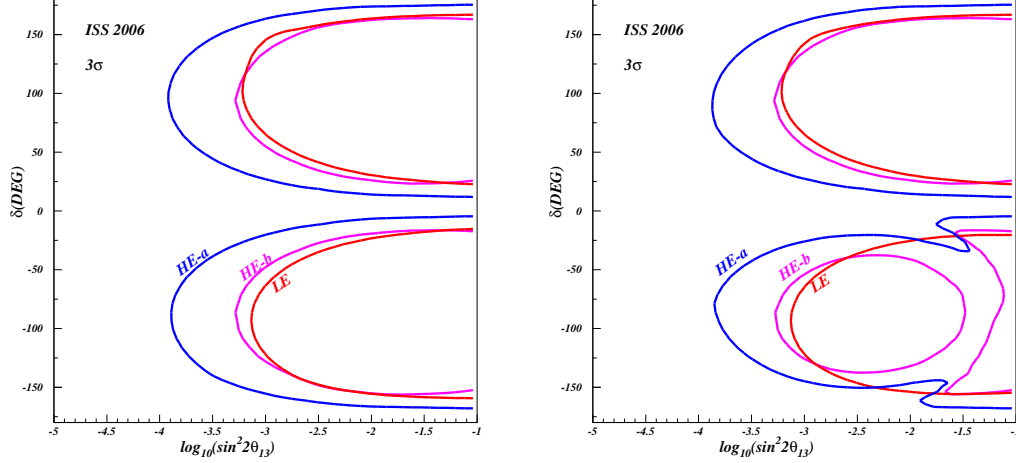 ISS 2006
3σ
150
100
50
0
-50
-100
-150
δ(DEG)
HE-a
HE-b
LE
-5 -4.5 -4 -3.5 -3 -2.5 -2 -1.5 -1
log10(sin²2θ13)
ISS 2006
3σ
150
100
50
0
-50
-100
-150
δ(DEG)
HE-a
HE-b
LE
-5 -4.5 -4 -3.5 -3 -2.5 -2 -1.5 -1
log10(sin²2θ13)